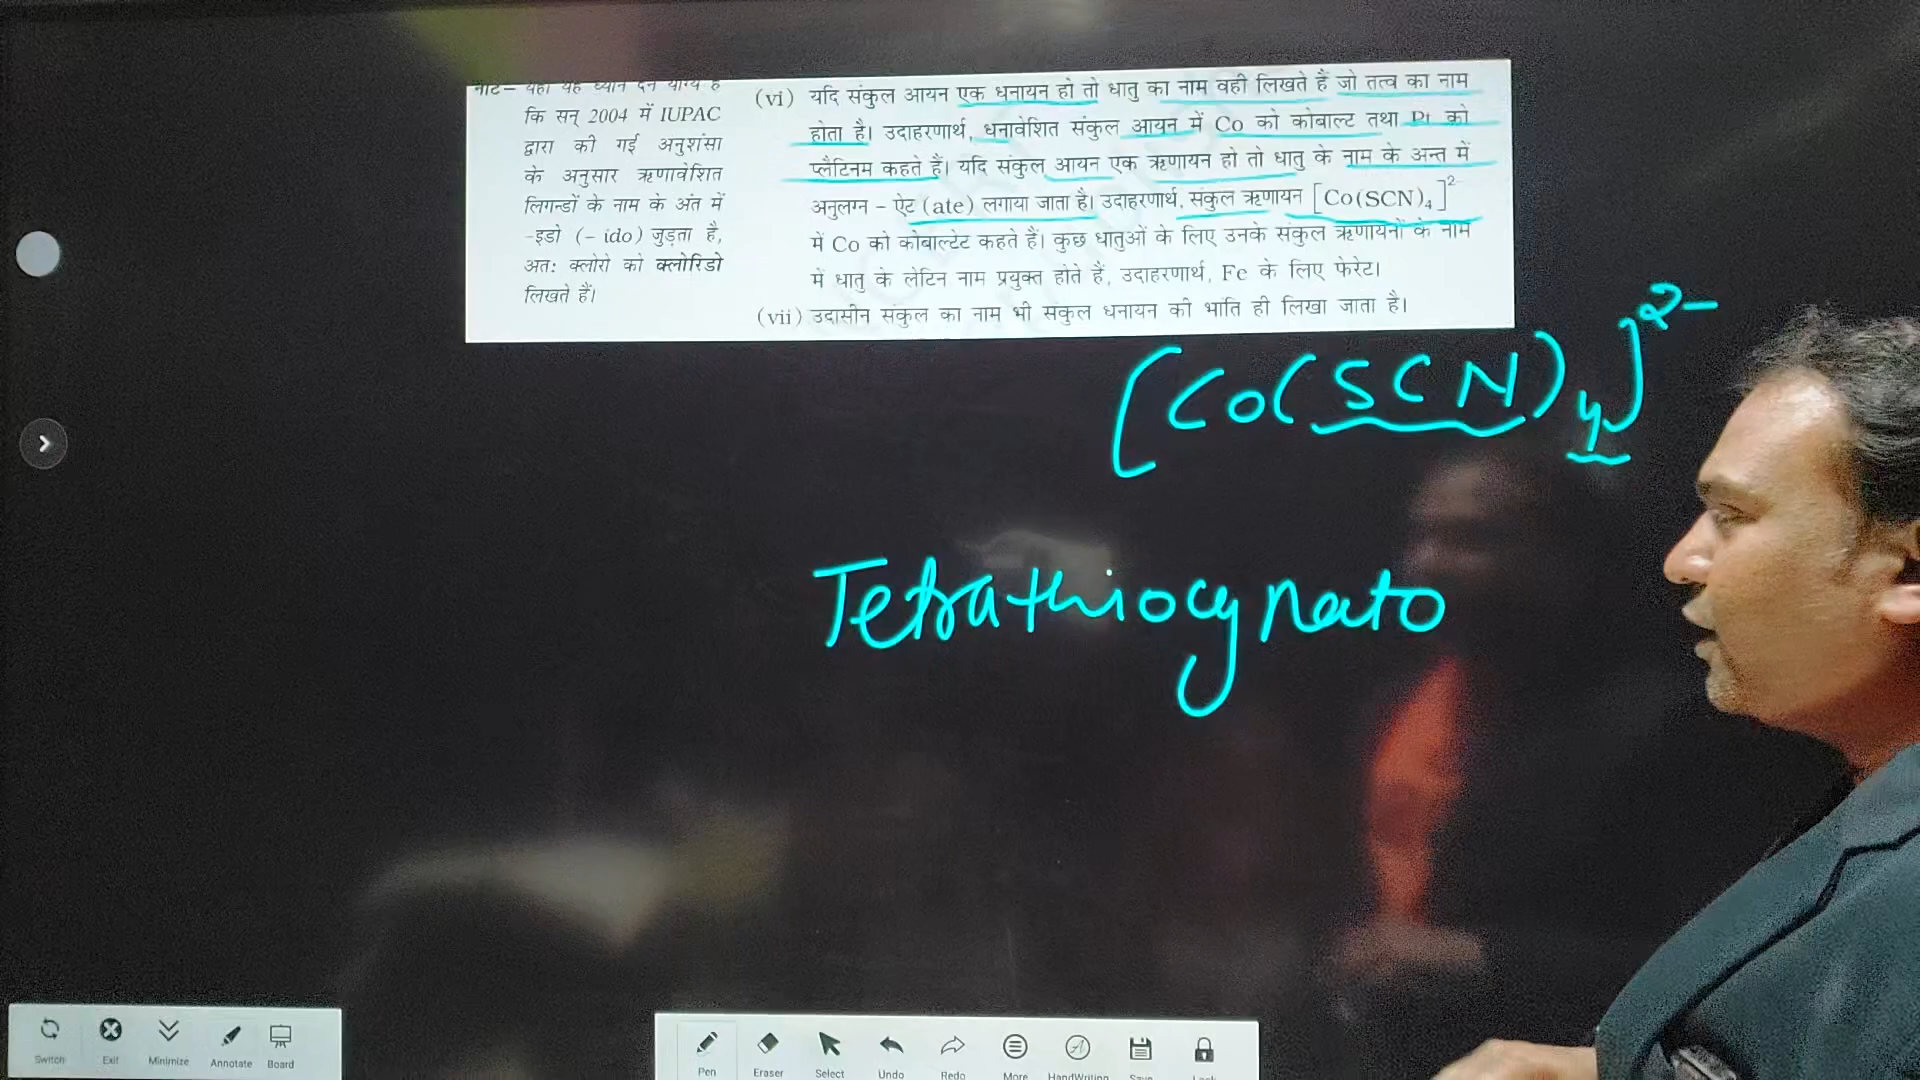 नोट– यहाँ यह ध्यान देने योग्य है
कि सन् 2004 में IUPAC
द्वारा की गई अनुशंसा
के अनुसार ऋणावेशित
लिगन्डों के नाम के अंत में
-इडो (– ido) जुड़ता है,
अतः क्लोरो को क्लोरिडो
लिखते हैं।
(vi) यदि संकुल आयन एक धनायन हो तो धातु का नाम वही लिखते हैं जो तत्व का नाम
होता है। उदाहरणार्थ, धनावेशित संकुल आयन में Co को कोबाल्ट तथा Pt को
प्लैटिनम कहते हैं। यदि संकुल आयन एक ऋणायन हो तो धातु के नाम के अन्त में
अनुलग्न – ऐट (ate) लगाया जाता है। उदाहरणार्थ, संकुल ऋणायन [Co(SCN)₄]²⁻
में Co को कोबाल्टेट कहते हैं। कुछ धातुओं के लिए उनके संकुल ऋणायनों के नाम
में धातु के लेटिन नाम प्रयुक्त होते हैं, उदाहरणार्थ, Fe के लिए फेरेट।
(vii) उदासीन संकुल का नाम भी संकुल धनायन की भांति ही लिखा जाता है।
[Co(SCN)₄]²⁻
Tetrathiocynato
Switch Exit Minimize Annotate Board
Pen Eraser Select Undo Redo More HandWriting Save Lock